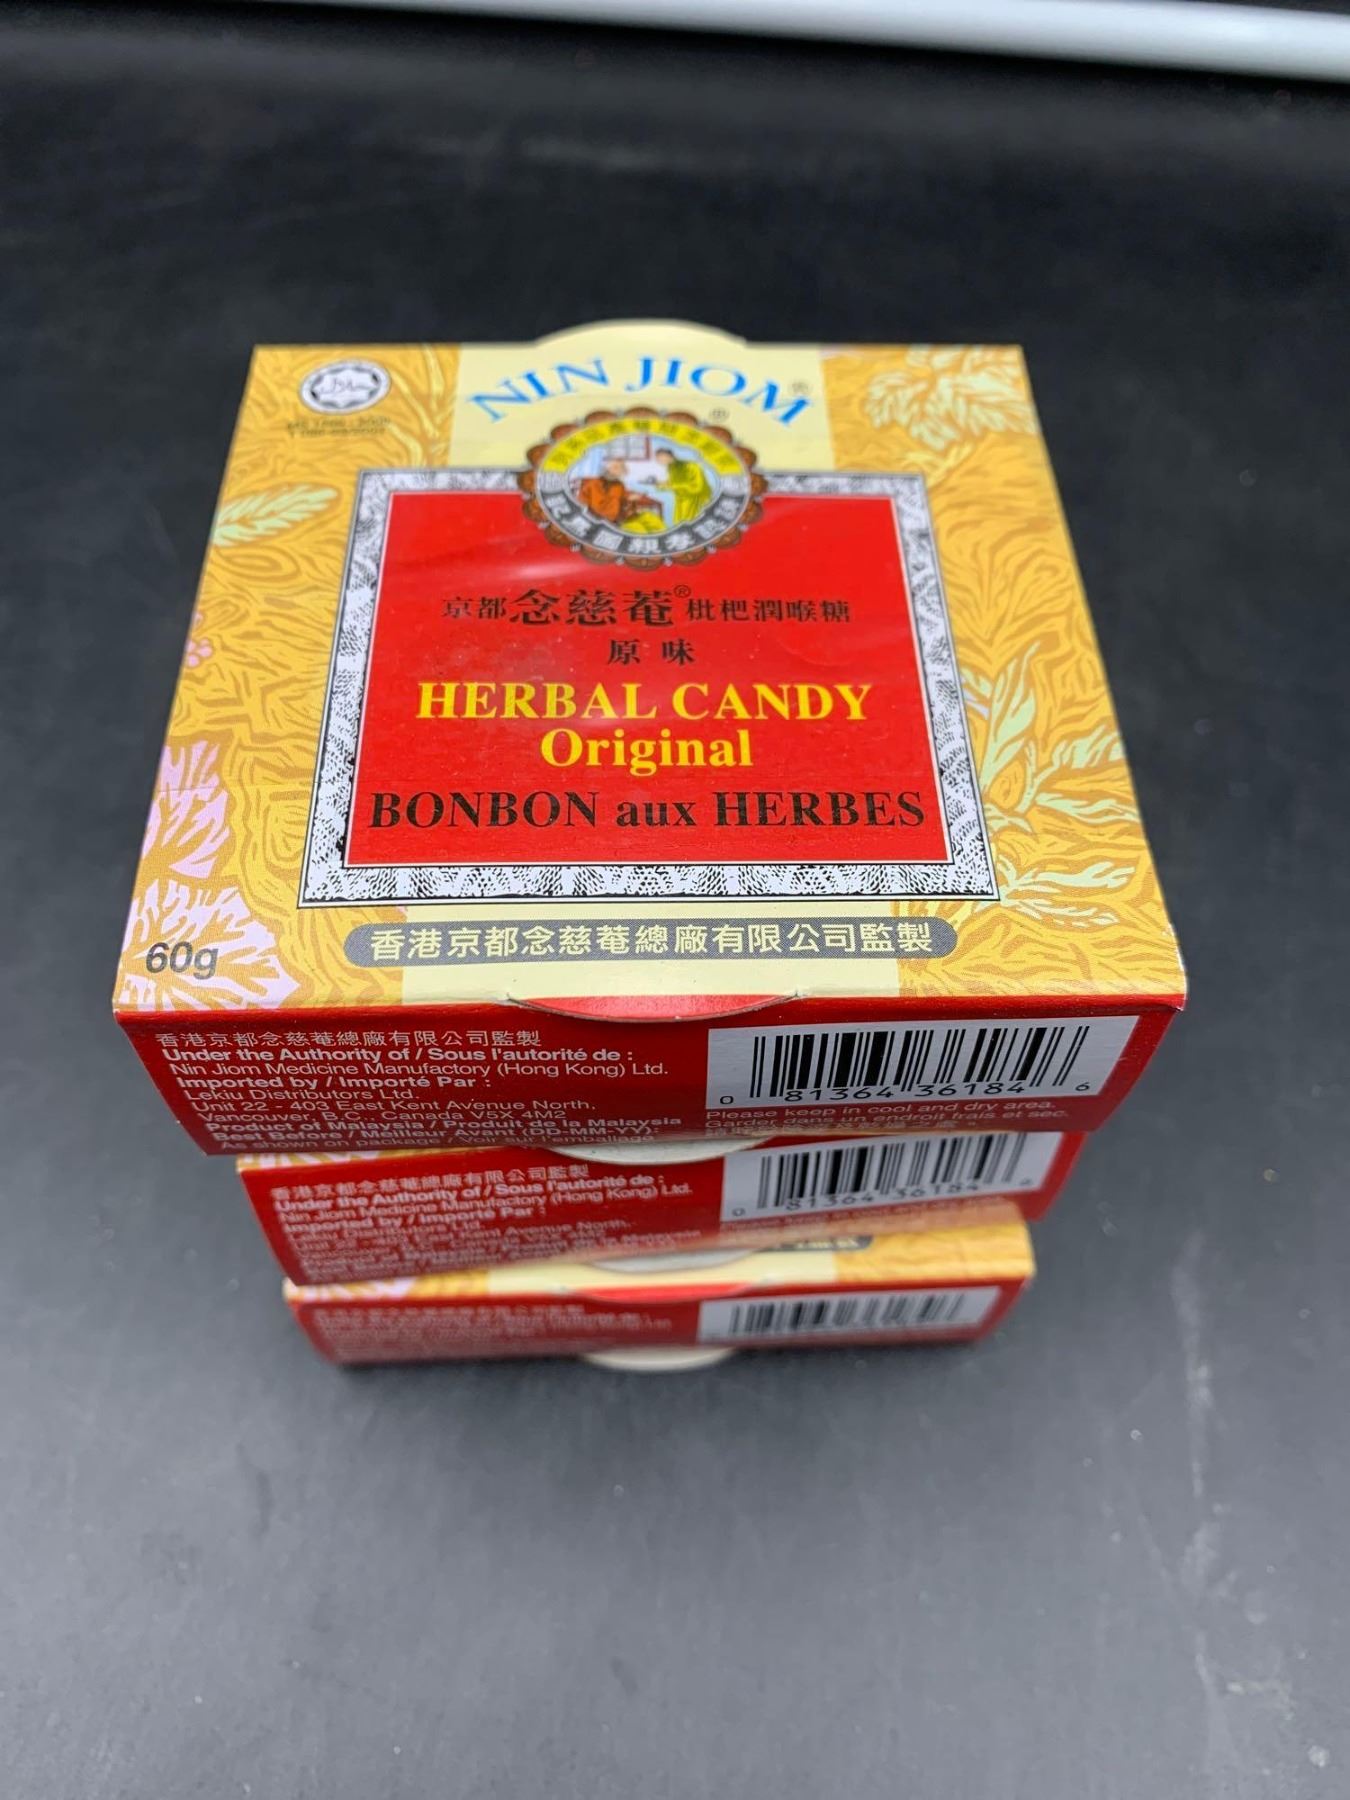 NIN JIOM®
京都念慈菴®枇杷潤喉糖
原味
HERBAL CANDY
Original
BONBON aux HERBES
香港京都念慈菴總廠有限公司監製
60g
香港京都念慈菴總廠有限公司監製
Under the Authority of / Sous l'autorité de :
Nin Jiom Medicine Manufactory (Hong Kong) Ltd.
Imported by / Importé Par :
Lekiu Distributors Ltd.
Unit 22 - 403 East Kent Avenue North,
Vancouver, B.C., Canada V5X 4M2
Product of Malaysia / Produit de la Malaysia
Best Before / Meilleur Avant (DD-MM-YY):
As shown on package / Voir sur l'emballage
0 81364 36184 6
Please keep in cool and dry area.
Garder dans un endroit frais et sec.
香港京都念慈菴總廠有限公司監製
Under the Authority of / Sous l'autorité de :
Nin Jiom Medicine Manufactory (Hong Kong) Ltd.
Imported by / Importé Par :
0 81364 36184 6